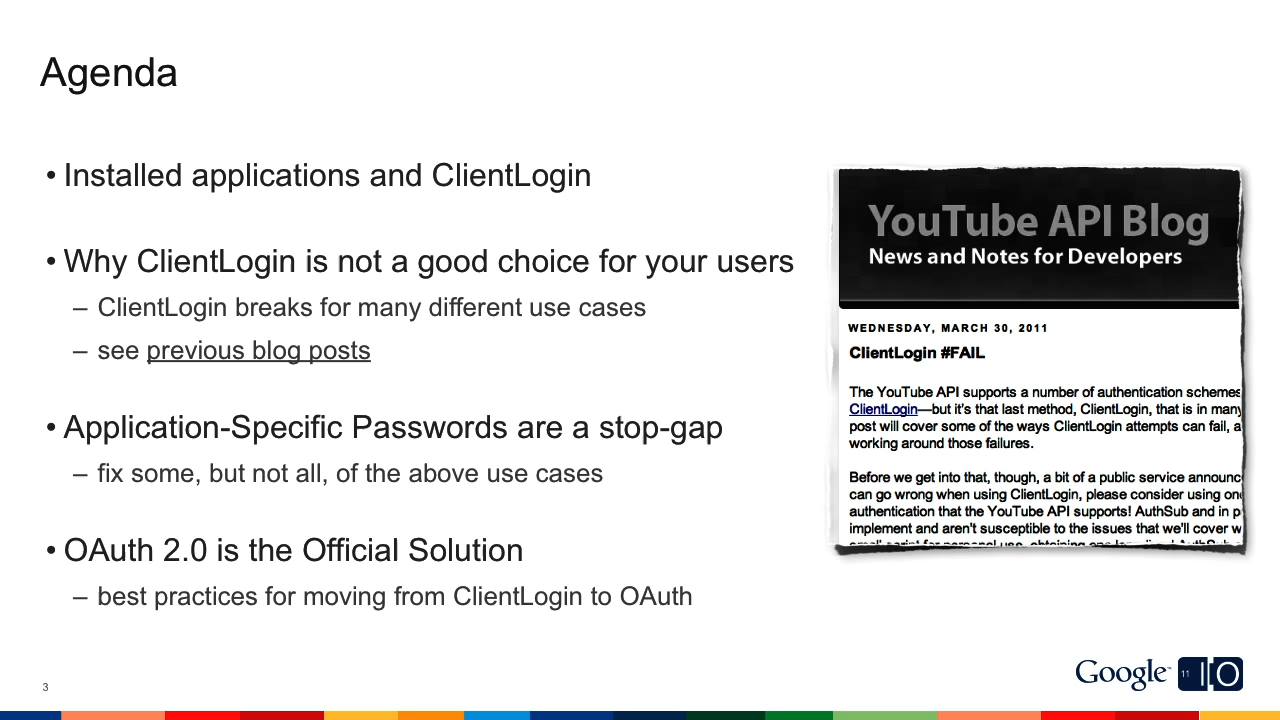 Agenda
• Installed applications and ClientLogin
• Why ClientLogin is not a good choice for your users
– ClientLogin breaks for many different use cases
– see previous blog posts
• Application-Specific Passwords are a stop-gap
– fix some, but not all, of the above use cases
• OAuth 2.0 is the Official Solution
– best practices for moving from ClientLogin to OAuth
YouTube API Blog
News and Notes for Developers
WEDNESDAY, MARCH 30, 2011
ClientLogin #FAIL
The YouTube API supports a number of authentication schemes
ClientLogin—but it's that last method, ClientLogin, that is in many
post will cover some of the ways ClientLogin attempts can fail, a
working around those failures.
Before we get into that, though, a bit of a public service announc
can go wrong when using ClientLogin, please consider using on
authentication that the YouTube API supports! AuthSub and in p
implement and aren't susceptible to the issues that we'll cover w
3
Google 11 IO